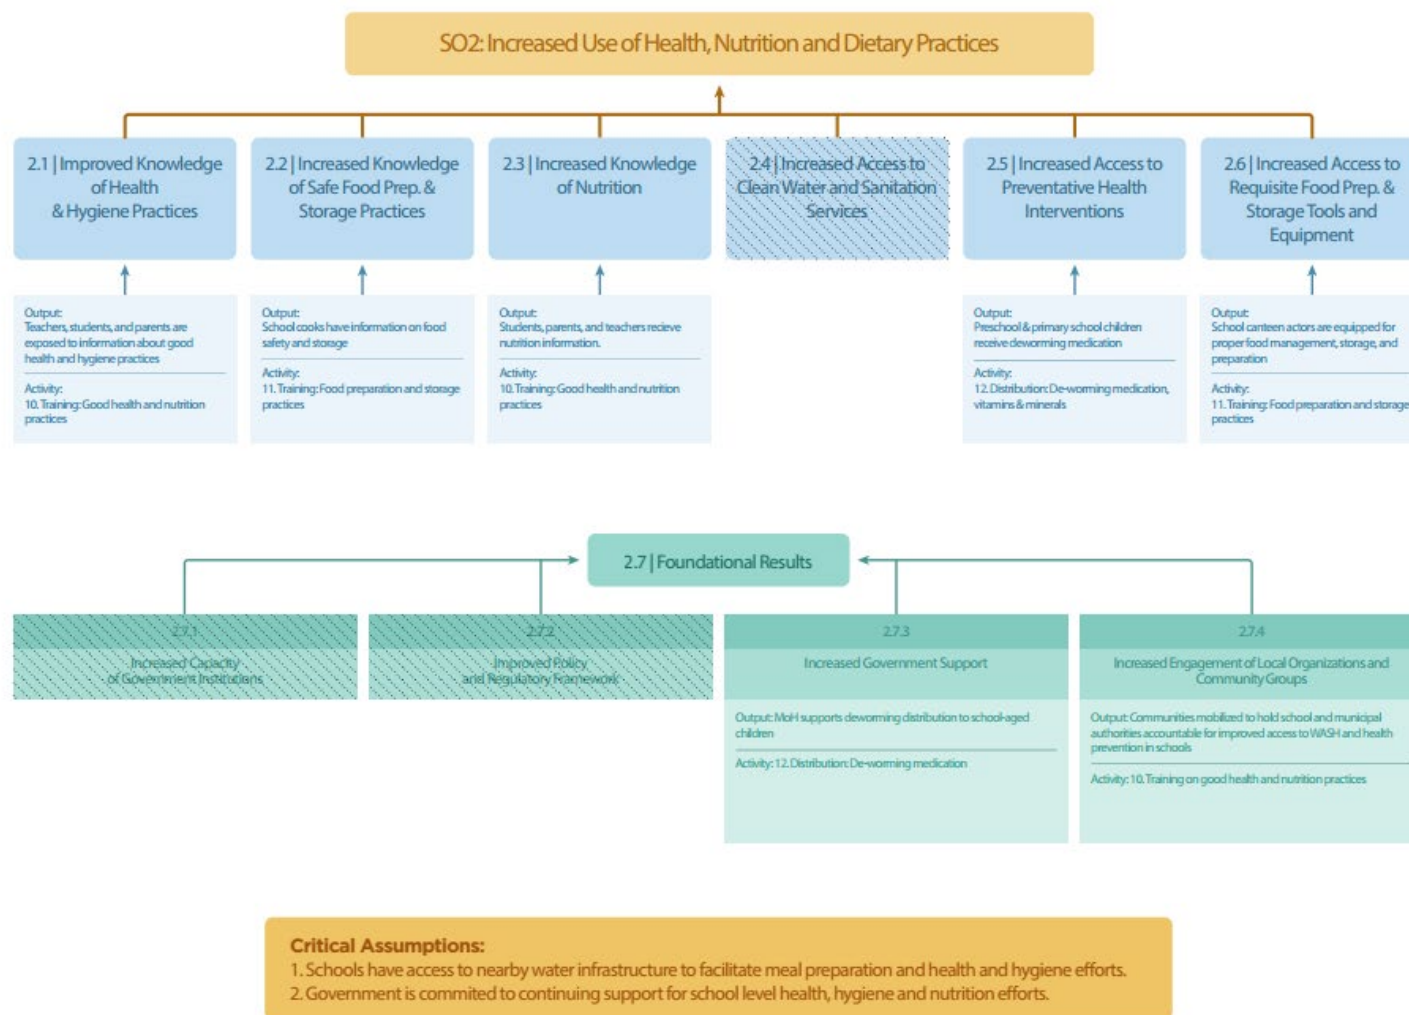 SO2: Increased Use of Health, Nutrition and Dietary Practices
2.1 | Improved Knowledge
of Health
& Hygiene Practices
2.2 | Increased Knowledge
of Safe Food Prep. &
Storage Practices
2.3 | Increased Knowledge
of Nutrition
2.4 | Increased Access to
Clean Water and Sanitation
Services
2.5 | Increased Access to
Preventative Health
Interventions
2.6 | Increased Access to
Requisite Food Prep. &
Storage Tools and
Equipment
Output:
Teachers, students, and parents are
exposed to information about good
health and hygiene practices
Activity:
10. Training: Good health and nutrition
practices
Output:
School cooks have information on food
safety and storage
Activity:
11. Training: Food preparation and storage
practices
Output:
Students, parents, and teachers recieve
nutrition information.
Activity:
10. Training: Good health and nutrition
practices
Output:
Preschool & primary school children
receive deworming medication
Activity:
12. Distribution: De-worming medication,
vitamins & minerals
Output:
School canteen actors are equipped for
proper food management, storage, and
preparation
Activity:
11. Training: Food preparation and storage
practices
2.7 | Foundational Results
2.7.1
Increased Capacity
of Government Institutions
2.7.2
Improved Policy
and Regulatory Framework
2.7.3
Increased Government Support
Output: MoH supports deworming distribution to school-aged
children
Activity: 12. Distribution: De-worming medication
2.7.4
Increased Engagement of Local Organizations and
Community Groups
Output: Communities mobilized to hold school and municipal
authorities accountable for improved access to WASH and health
prevention in schools
Activity: 10. Training on good health and nutrition practices
Critical Assumptions:
1. Schools have access to nearby water infrastructure to facilitate meal preparation and health and hygiene efforts.
2. Government is commited to continuing support for school level health, hygiene and nutrition efforts.